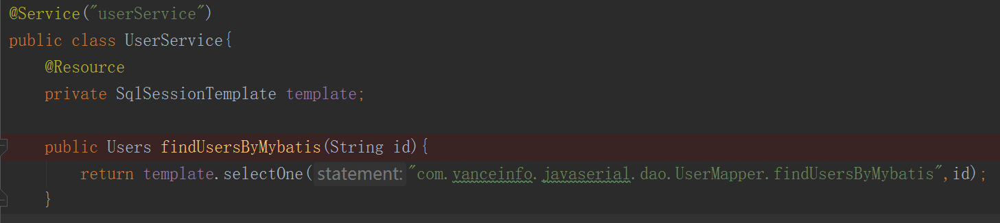 @Service("userService")
public class UserService{
@Resource
private SqlSessionTemplate template;
public Users findUsersByMybatis(String id){
return template.selectOne( statement: "com.vanceinfo.javaserial.dao.UserMapper.findUsersByMybatis",id);
}